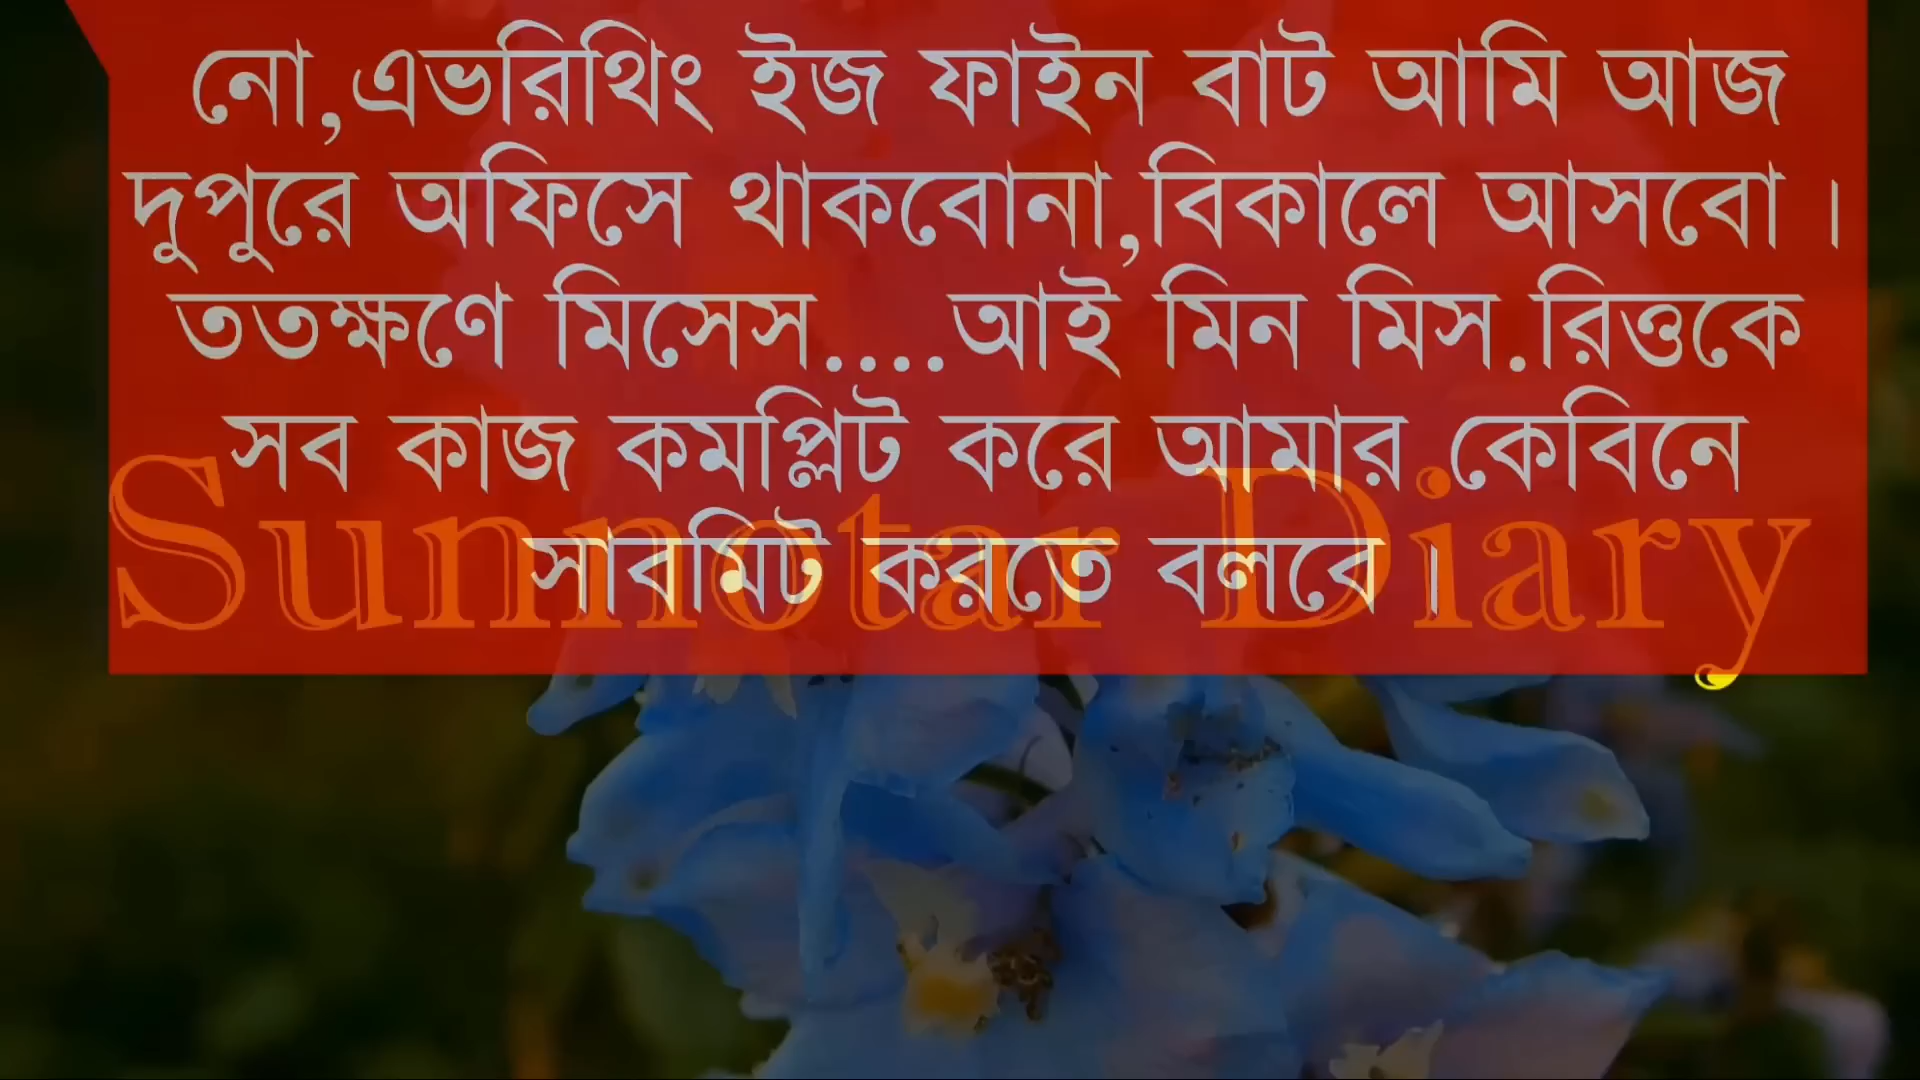 নো,এভরিথিং ইজ ফাইন বাট আমি আজ
দুপুরে অফিসে থাকবোনা,বিকালে আসবো ।
ততক্ষণে মিসেস....আই মিন মিস.রিত্তকে
সব কাজ কমপ্লিট করে আমার কেবিনে
সাবমিট করতে বলবে ।
Sunnotar Diary